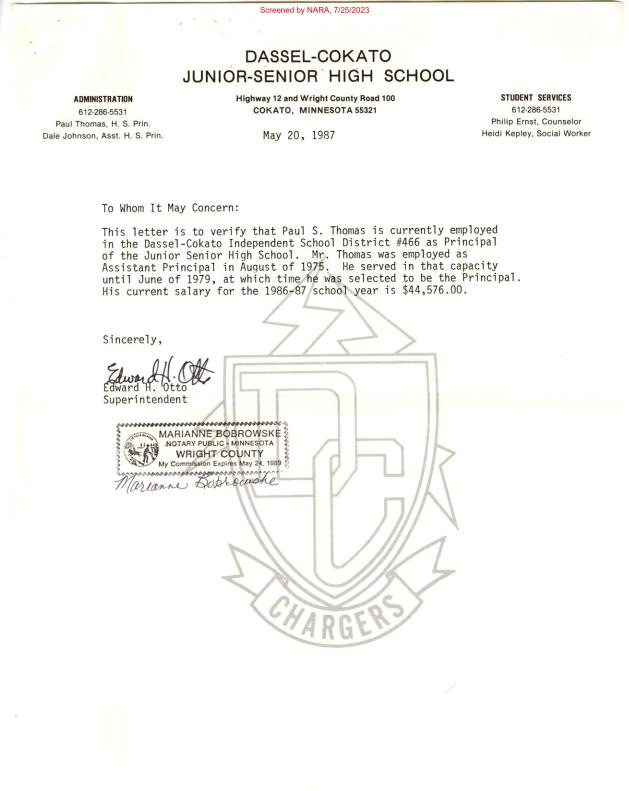 Screened by NARA, 7/25/2023
DASSEL-COKATO
JUNIOR-SENIOR HIGH SCHOOL
ADMINISTRATION
612-286-5531
Paul Thomas, H. S. Prin.
Dale Johnson, Asst. H. S. Prin.
Highway 12 and Wright County Road 100
COKATO, MINNESOTA 55321
May 20, 1987
STUDENT SERVICES
612-286-5531
Philip Ernst, Counselor
Heidi Kepley, Social Worker
To Whom It May Concern:
This letter is to verify that Paul S. Thomas is currently employed
in the Dassel-Cokato Independent School District #466 as Principal
of the Junior Senior High School.  Mr. Thomas was employed as
Assistant Principal in August of 1975.  He served in that capacity
until June of 1979, at which time he was selected to be the Principal.
His current salary for the 1986-87 school year is $44,576.00.
Sincerely,
Edward H. Otto
Edward H. Otto
Superintendent
MARIANNE BOBROWSKE
NOTARY PUBLIC - MINNESOTA
WRIGHT COUNTY
My Commission Expires May 24, 1989
Marianne Bobrowske
DC
CHARGERS